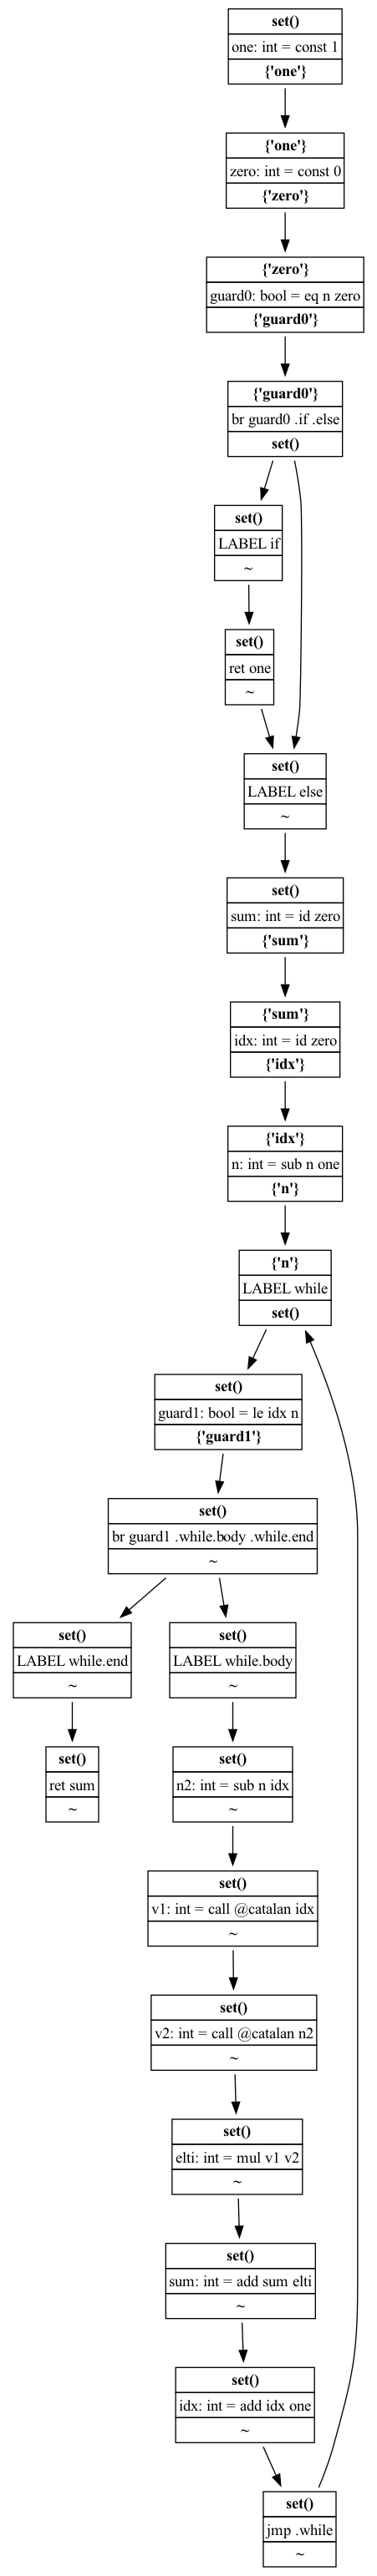 set()
one: int = const 1
{'one'}
{'one'}
zero: int = const 0
{'zero'}
{'zero'}
guard0: bool = eq n zero
{'guard0'}
{'guard0'}
br guard0 .if .else
set()
set()
LABEL if
~
set()
ret one
~
set()
LABEL else
~
set()
sum: int = id zero
{'sum'}
{'sum'}
idx: int = id zero
{'idx'}
{'idx'}
n: int = sub n one
{'n'}
{'n'}
LABEL while
set()
set()
guard1: bool = le idx n
{'guard1'}
set()
br guard1 .while.body .while.end
~
set()
LABEL while.end
~
set()
LABEL while.body
~
set()
ret sum
~
set()
n2: int = sub n idx
~
set()
v1: int = call @catalan idx
~
set()
v2: int = call @catalan n2
~
set()
elti: int = mul v1 v2
~
set()
sum: int = add sum elti
~
set()
idx: int = add idx one
~
set()
jmp .while
~